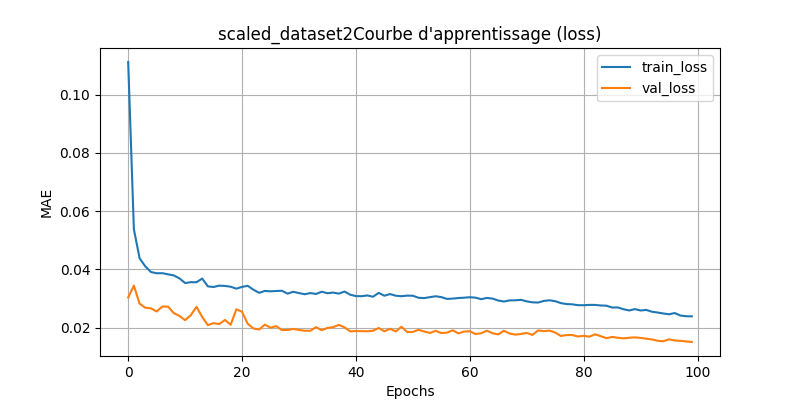 scaled_dataset2Courbe d'apprentissage (loss)
train_loss
val_loss
MAE
0.10
0.08
0.06
0.04
0.02
0 20 40 60 80 100
Epochs